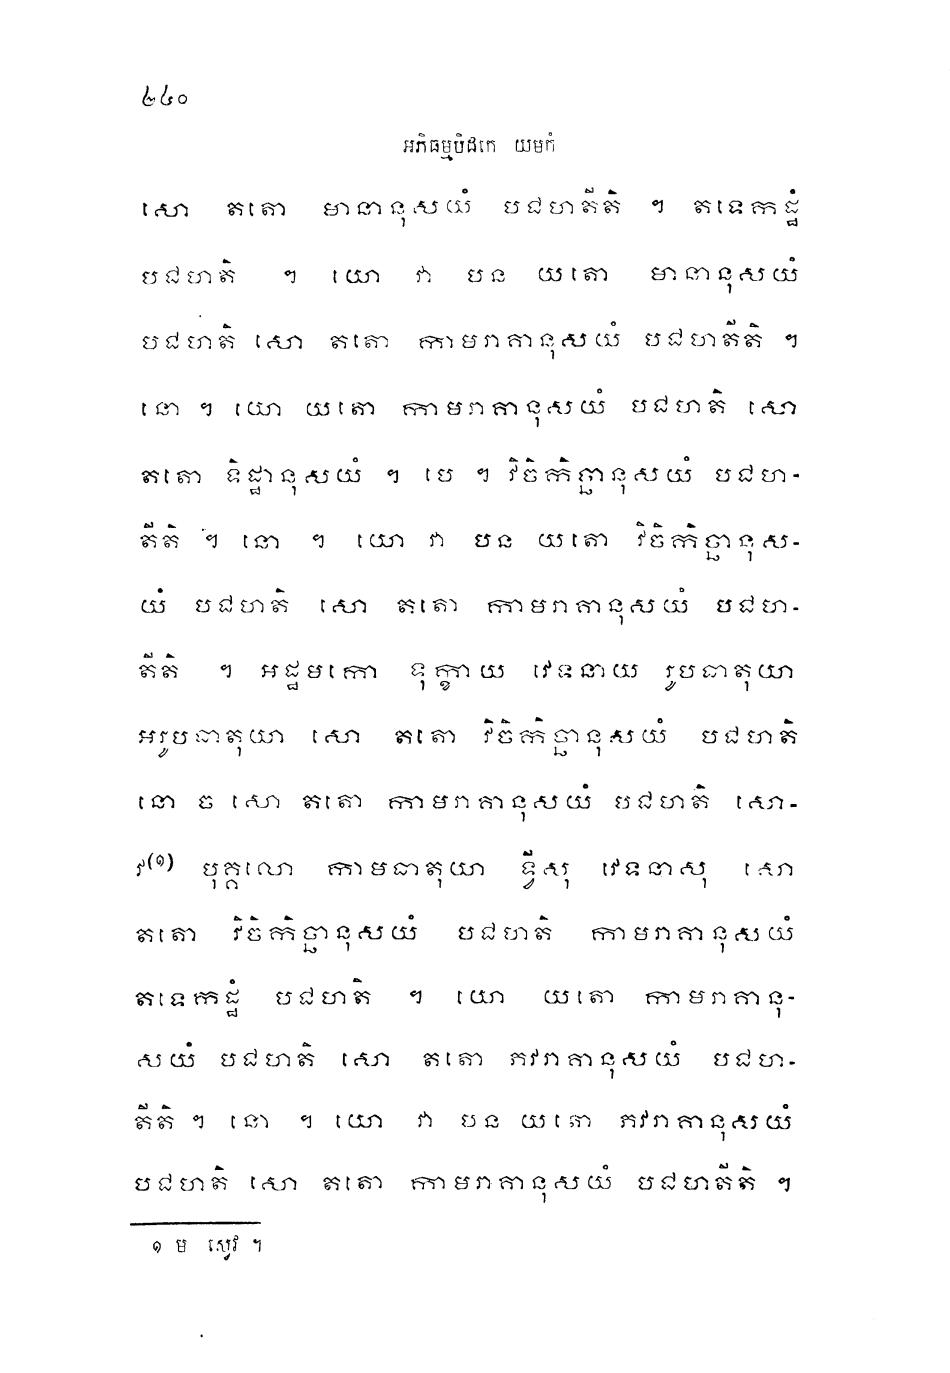 ២៤០
អភិធម្មបិដកេ យមកំ
សោ តតោ មានានុសយំ បជហតីតិ ។ តទេកដ្ឋំ
បជហតិ ។ យោ វា បន យតោ មានានុសយំ
បជហតិ សោ តតោ កាមរាគានុសយំ បជហតីតិ ។
នោ ។ យោ យតោ កាមរាគានុសយំ បជហតិ សោ
តតោ ទិដ្ឋានុសយំ ។ បេ ។ វិចិកិច្ឆានុសយំ បជហ-
តីតិ ។ នោ ។ យោ វា បន យតោ វិចិកិច្ឆានុស-
យំ បជហតិ សោ តតោ កាមរាគានុសយំ បជហ-
តីតិ ។ អដ្ឋមកោ ទុក្ខាយ វេទនាយ រូបធាតុយា
អរូបធាតុយា សោ តតោ វិចិកិច្ឆានុសយំ បជហតិ
នោ ច សោ តតោ កាមរាគានុសយំ បជហតិ សោ-
វ(១) បុគ្គលោ កាមធាតុយា ទ្វីសុ វេទនាសុ សោ
តតោ វិចិកិច្ឆានុសយំ បជហតិ កាមរាគានុសយំ
តទេកដ្ឋំ បជហតិ ។ យោ យតោ កាមរាគានុ-
សយំ បជហតិ សោ តតោ ភវរាគានុសយំ បជហ-
តីតិ ។ នោ ។ យោ វា បន យតោ ភវរាគានុសយំ
បជហតិ សោ តតោ កាមរាគានុសយំ បជហតីតិ ។
១ ម ស្វេវ ។